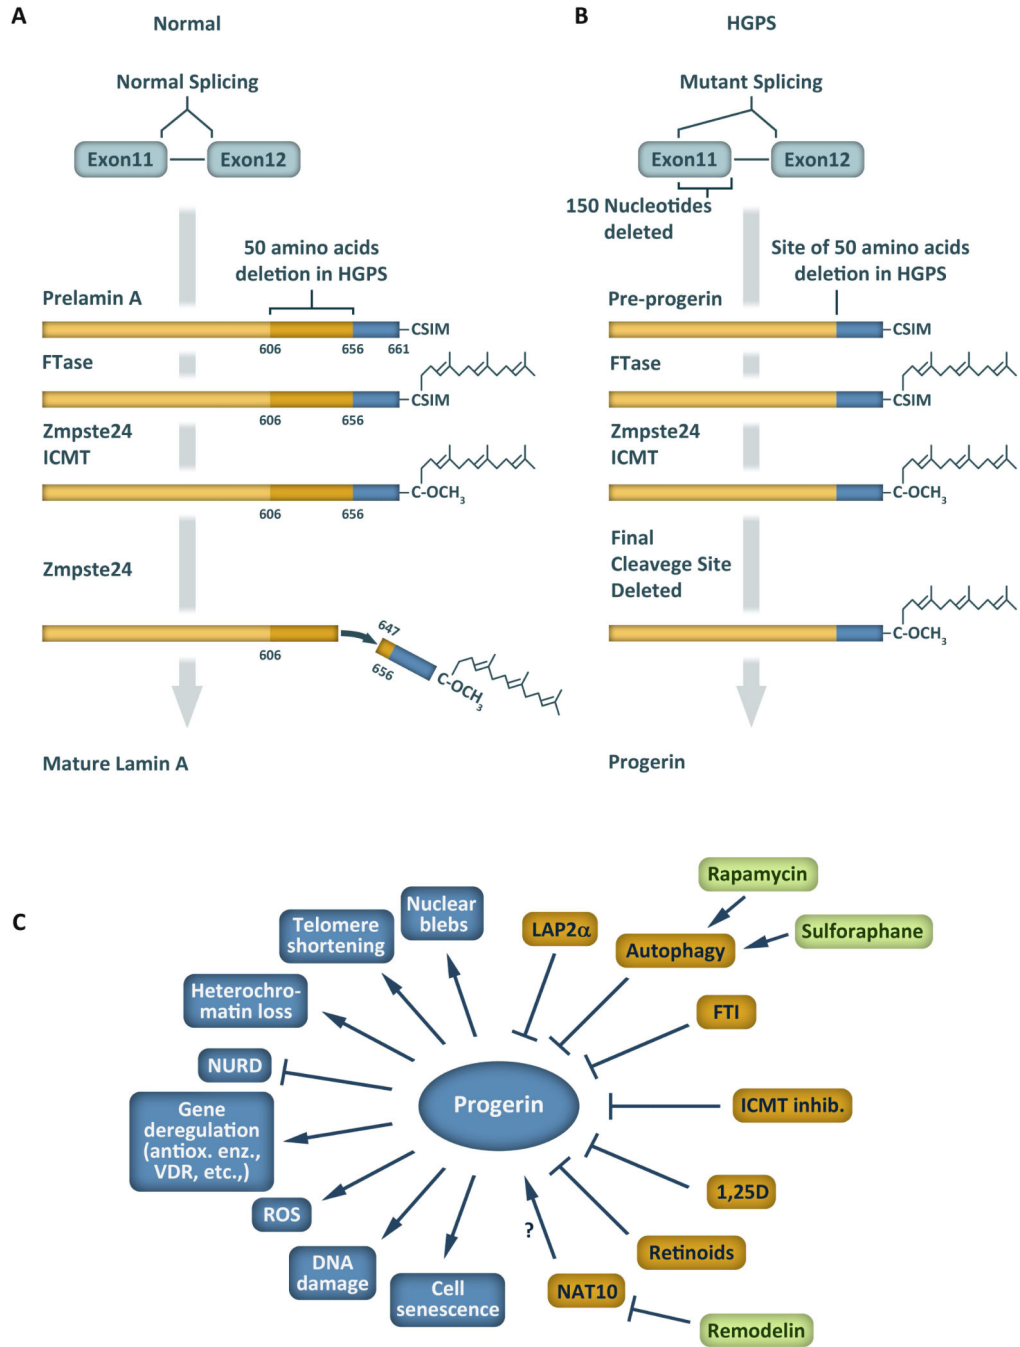 A
Normal
Normal Splicing
Exon11
Exon12
50 amino acids
deletion in HGPS
Prelamin A
CSIM
606
656
661
FTase
CSIM
606
656
Zmpste24
ICMT
C-OCH3
606
656
Zmpste24
606
647
656
C-OCH3
Mature Lamin A
B
HGPS
Mutant Splicing
Exon11
Exon12
150 Nucleotides
deleted
Site of 50 amino acids
deletion in HGPS
Pre-progerin
CSIM
FTase
CSIM
Zmpste24
ICMT
C-OCH3
Final
Cleavege Site
Deleted
C-OCH3
Progerin
C
Nuclear
blebs
Telomere
shortening
Heterochro-
matin loss
NURD
Gene
deregulation
(antiox. enz.,
VDR, etc.,)
ROS
DNA
damage
Cell
senescence
Progerin
LAP2α
Rapamycin
Sulforaphane
Autophagy
FTI
ICMT inhib.
1,25D
Retinoids
?
NAT10
Remodelin